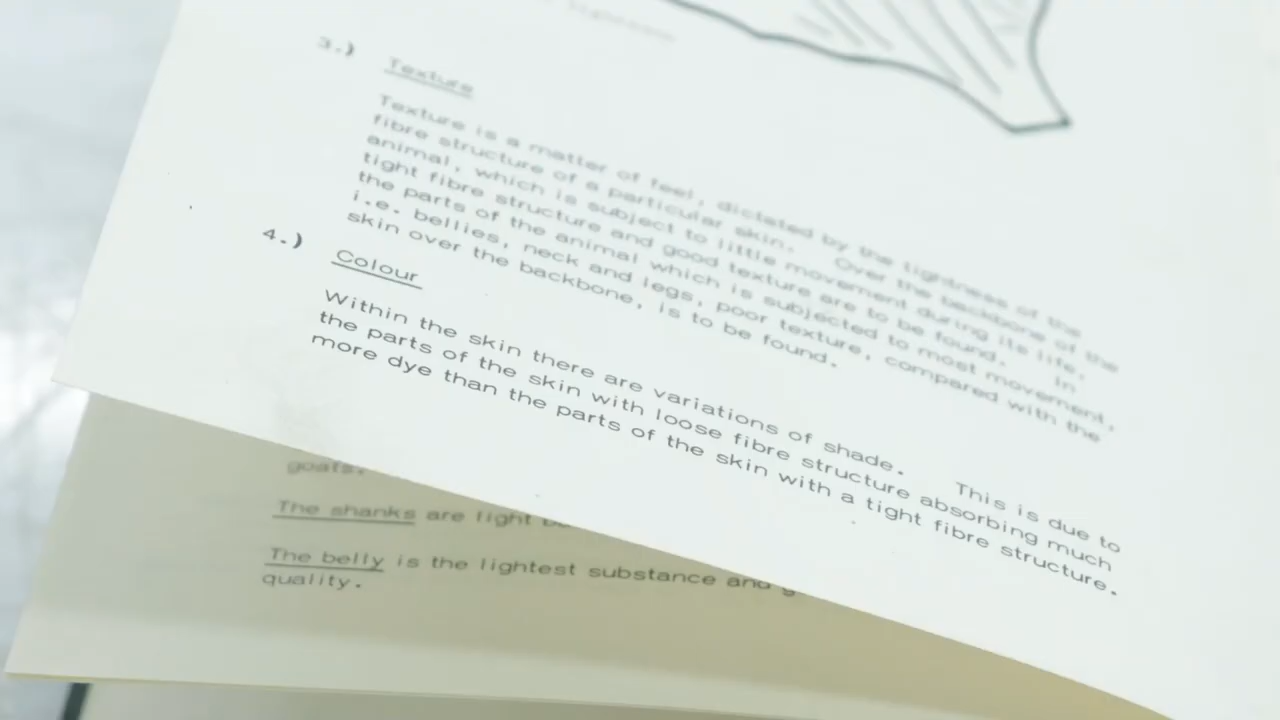 3.)
Texture
Texture is a matter of feel, dictated by the tightness of the
fibre structure of a particular skin. Over the backbone of the
animal, which is subject to little movement during its life,
tight fibre structure and good texture are to be found. In
the parts of the animal which is subjected to most movement,
i.e. bellies, neck and legs, poor texture, compared with the
skin over the backbone, is to be found.
4.)
Colour
Within the skin there are variations of shade. This is due to
the parts of the skin with loose fibre structure absorbing much
more dye than the parts of the skin with a tight fibre structure.
goats.
The shanks are light
The belly is the lightest substance and
quality.